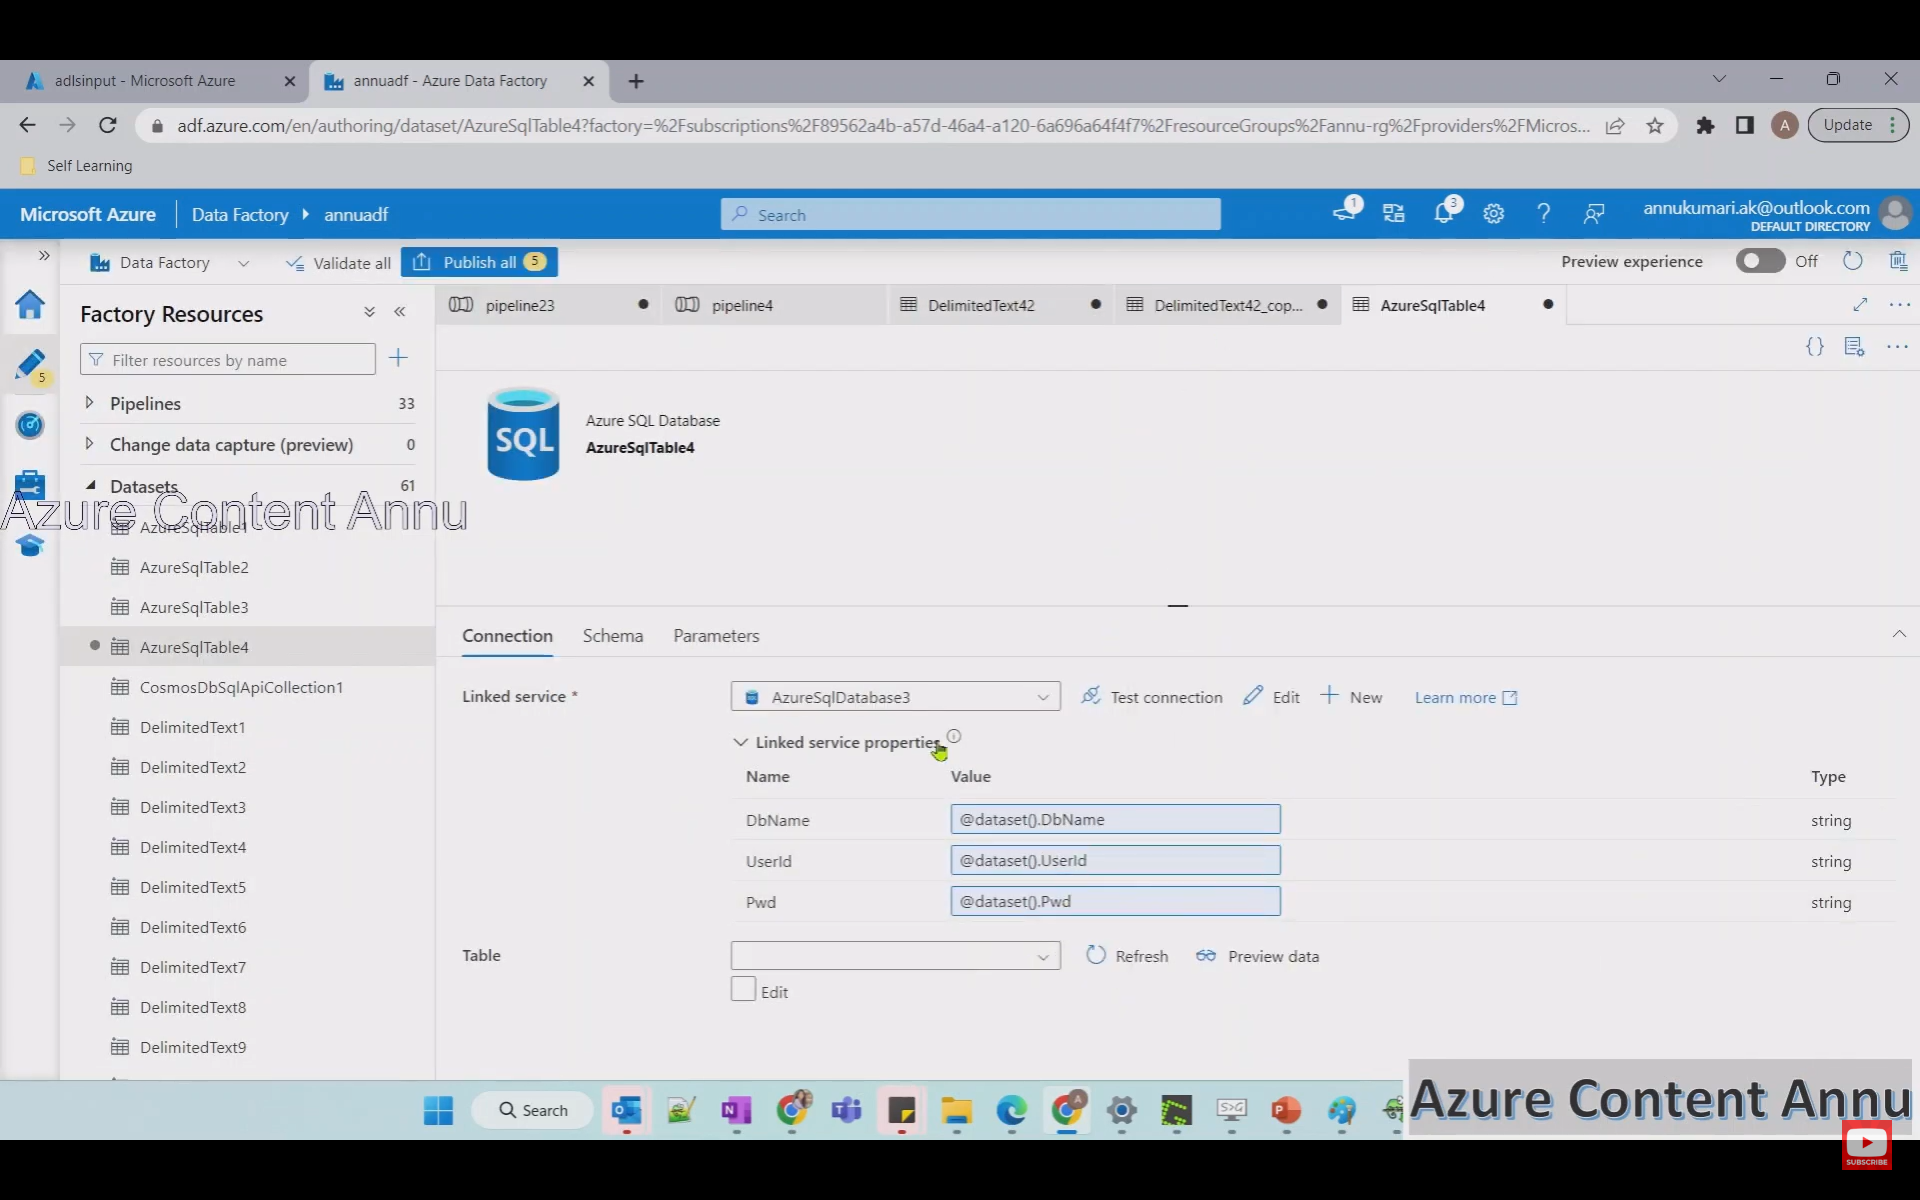 adlsinput - Microsoft Azure
annuadf - Azure Data Factory
adf.azure.com/en/authoring/dataset/AzureSqlTable4?factory=%2Fsubscriptions%2F89562a4b-a57d-46a4-a120-6a696a64f4f7%2FresourceGroups%2Fannu-rg%2Fproviders%2FMicros...
A
Update
Self Learning
Microsoft Azure
Data Factory
annuadf
Search
1
3
annukumari.ak@outlook.com
DEFAULT DIRECTORY
Data Factory
Validate all
Publish all
5
Preview experience
Off
Factory Resources
pipeline23
pipeline4
DelimitedText42
DelimitedText42_cop...
AzureSqlTable4
Filter resources by name
5
Pipelines 33
Change data capture (preview) 0
Datasets 61
Azure Content Annu
AzureSqlTable1
AzureSqlTable2
AzureSqlTable3
AzureSqlTable4
CosmosDbSqlApiCollection1
DelimitedText1
DelimitedText2
DelimitedText3
DelimitedText4
DelimitedText5
DelimitedText6
DelimitedText7
DelimitedText8
DelimitedText9
SQL
Azure SQL Database
AzureSqlTable4
Connection Schema Parameters
Linked service *
AzureSqlDatabase3
Test connection
Edit
New
Learn more
Linked service properties
Name Value Type
DbName @dataset().DbName string
UserId @dataset().UserId string
Pwd @dataset().Pwd string
Table
Refresh
Preview data
Edit
Search
A
Azure Content Annu
SUBSCRIBE